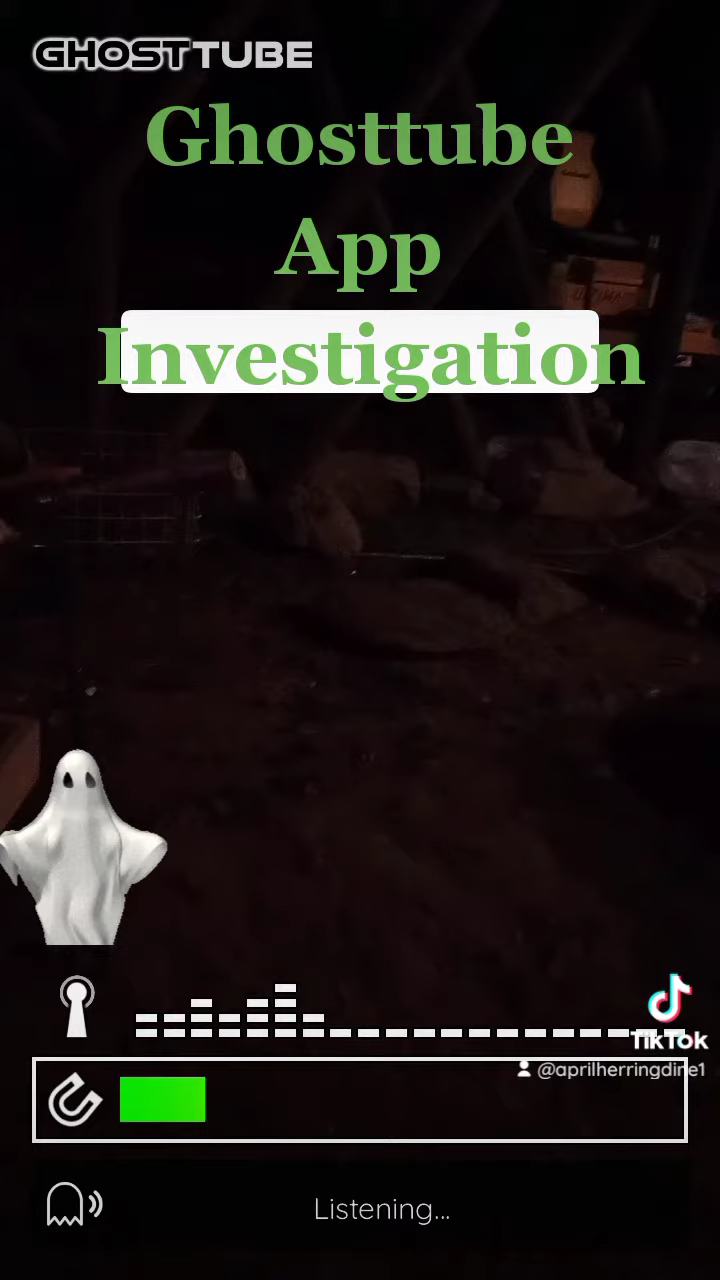 GHOSTTUBE
Ghosttube
App
Investigation
TikTok
@aprilherringdine1
Listening...